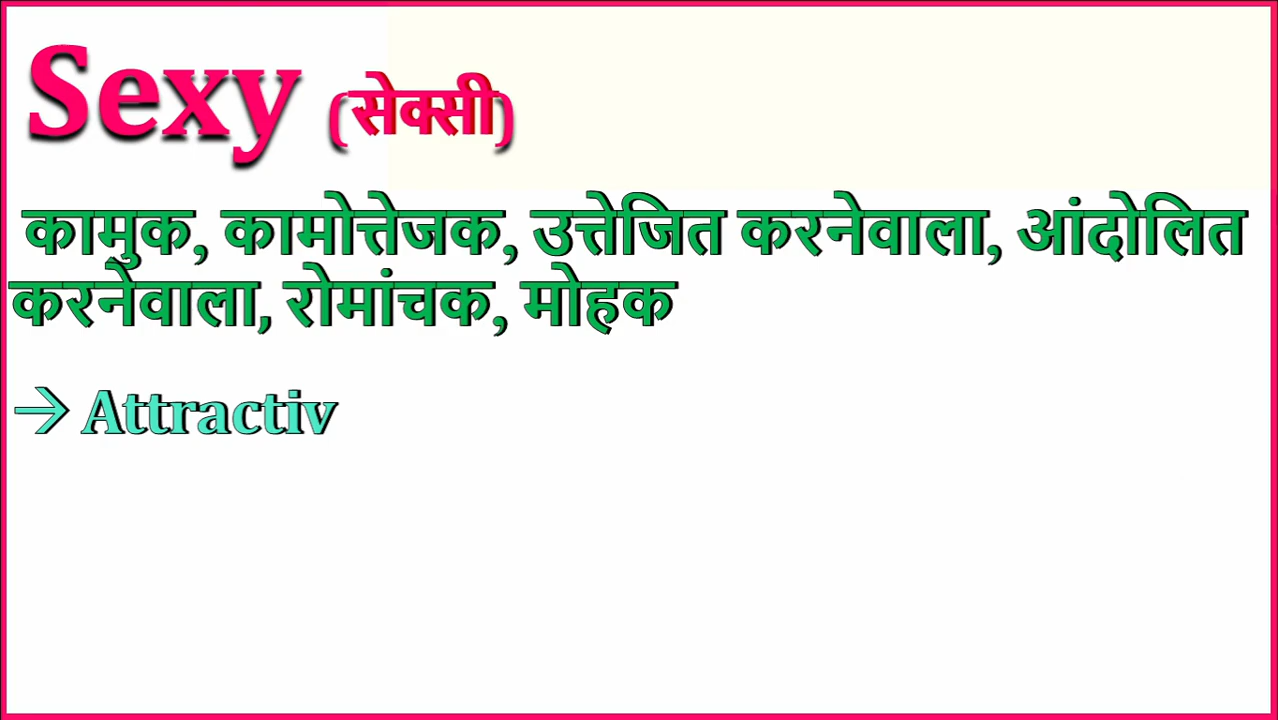 Sexy (सेक्सी)
कामुक, कामोत्तेजक, उत्तेजित करनेवाला, आंदोलित
करनेवाला, रोमांचक, मोहक
→ Attractiv